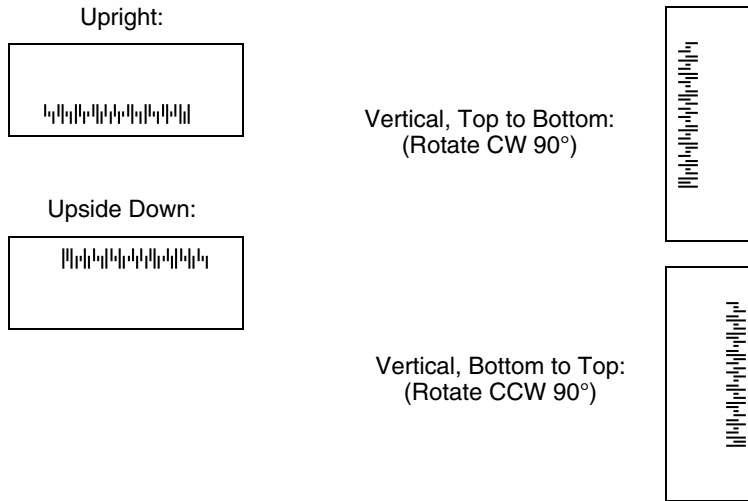 Upright:
Vertical, Top to Bottom:
(Rotate CW 90°)
Upside Down:
Vertical, Bottom to Top:
(Rotate CCW 90°)